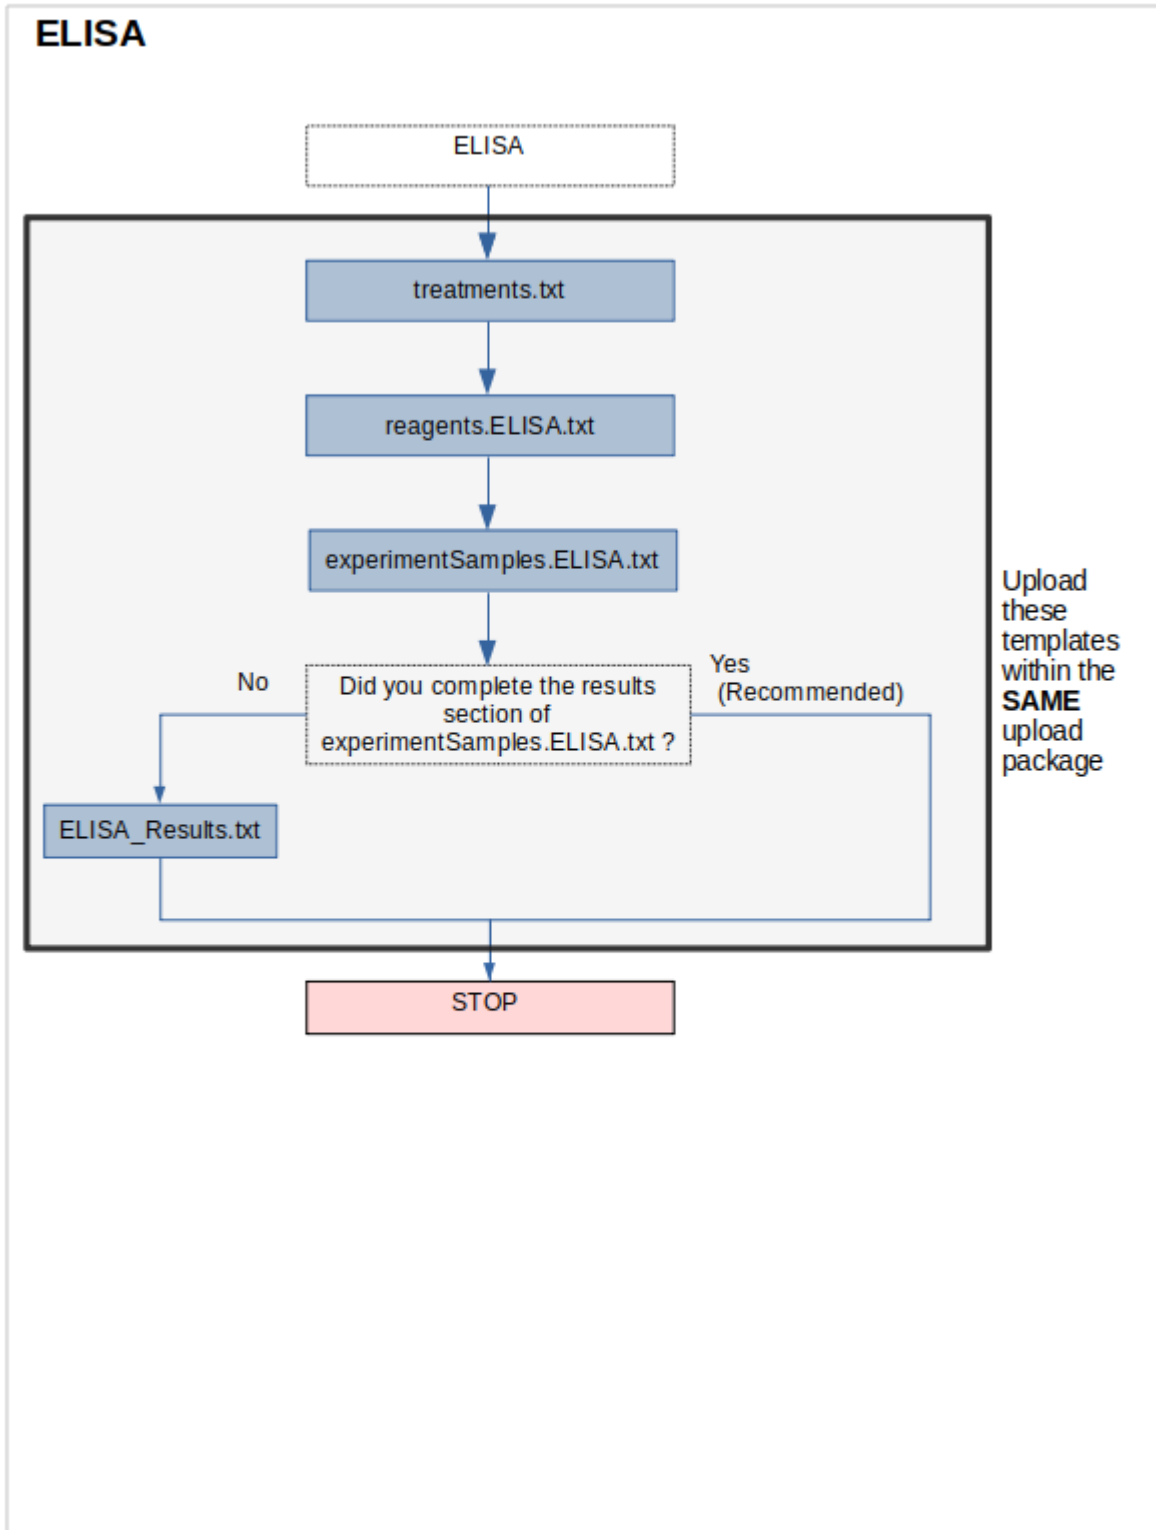 ELISA
ELISA
treatments.txt
reagents.ELISA.txt
experimentSamples.ELISA.txt
No
Did you complete the results
section of
experimentSamples.ELISA.txt ?
Yes
(Recommended)
ELISA_Results.txt
Upload
these
templates
within the
SAME
upload
package
STOP